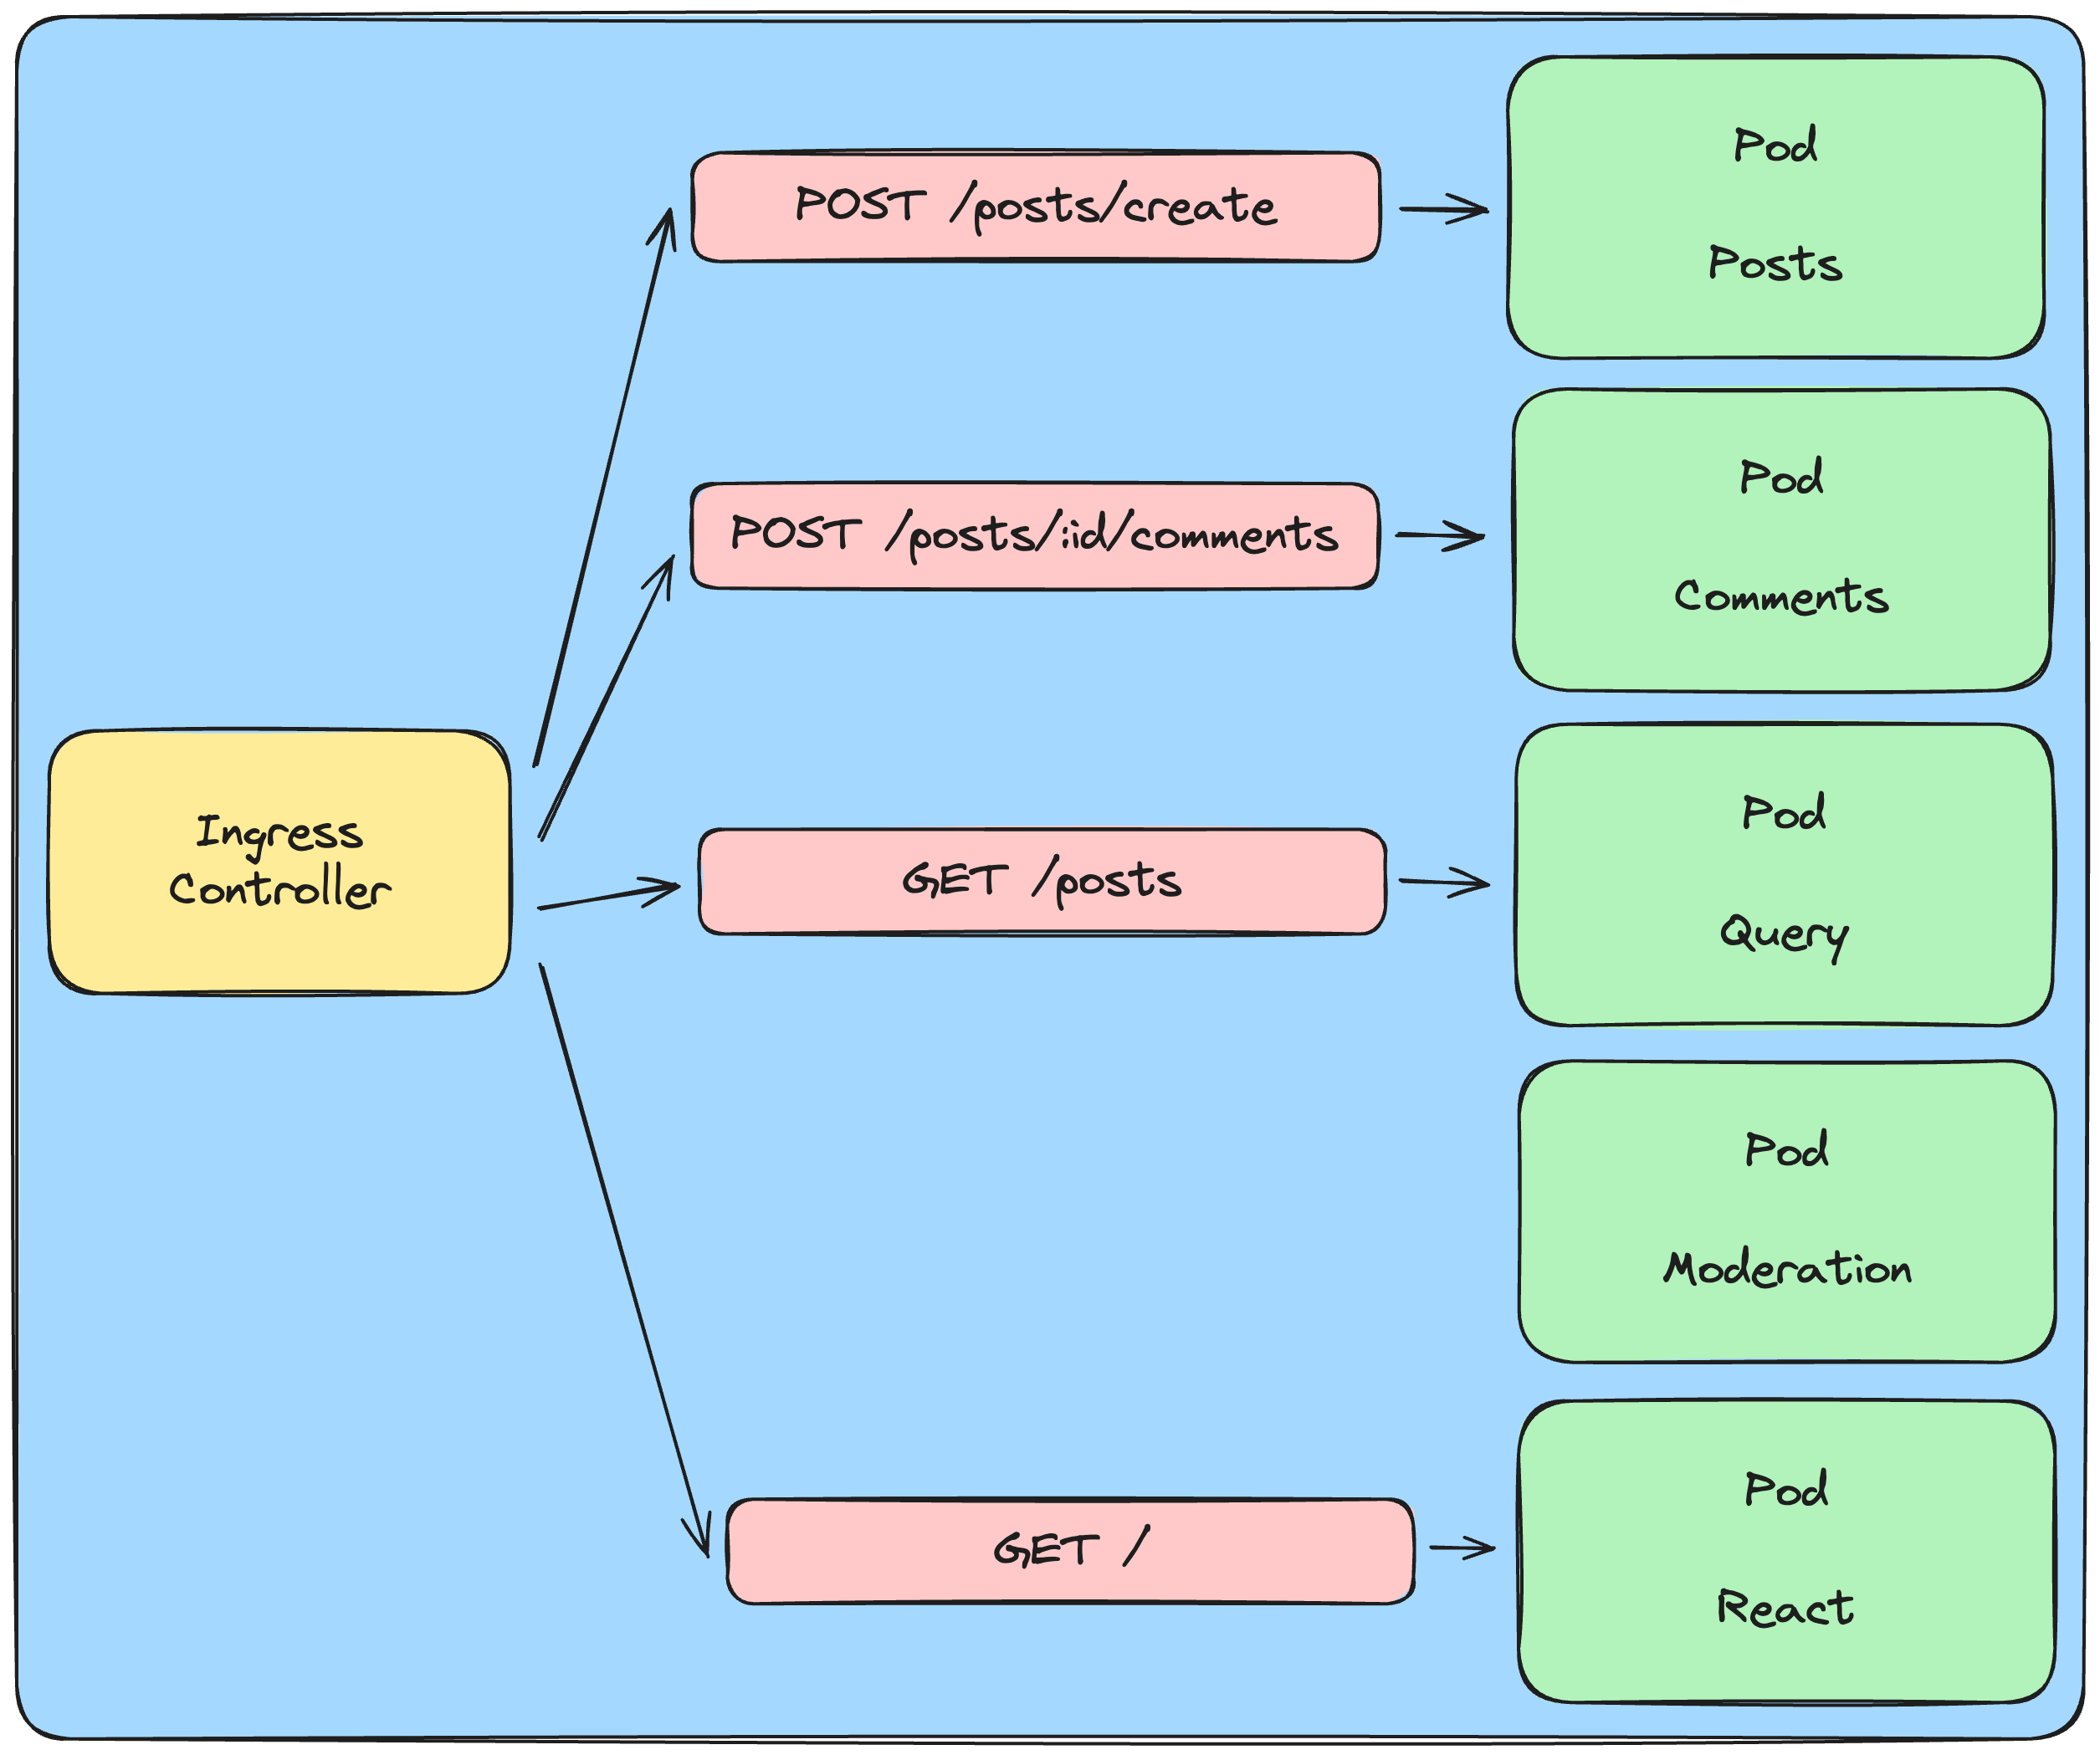 Pod
POST /posts/create
Posts
Pod
POST /posts/:id/comments
Comments
Ingress
Controller
Pod
GET /posts
Query
Pod
Moderation
Pod
GET /
React